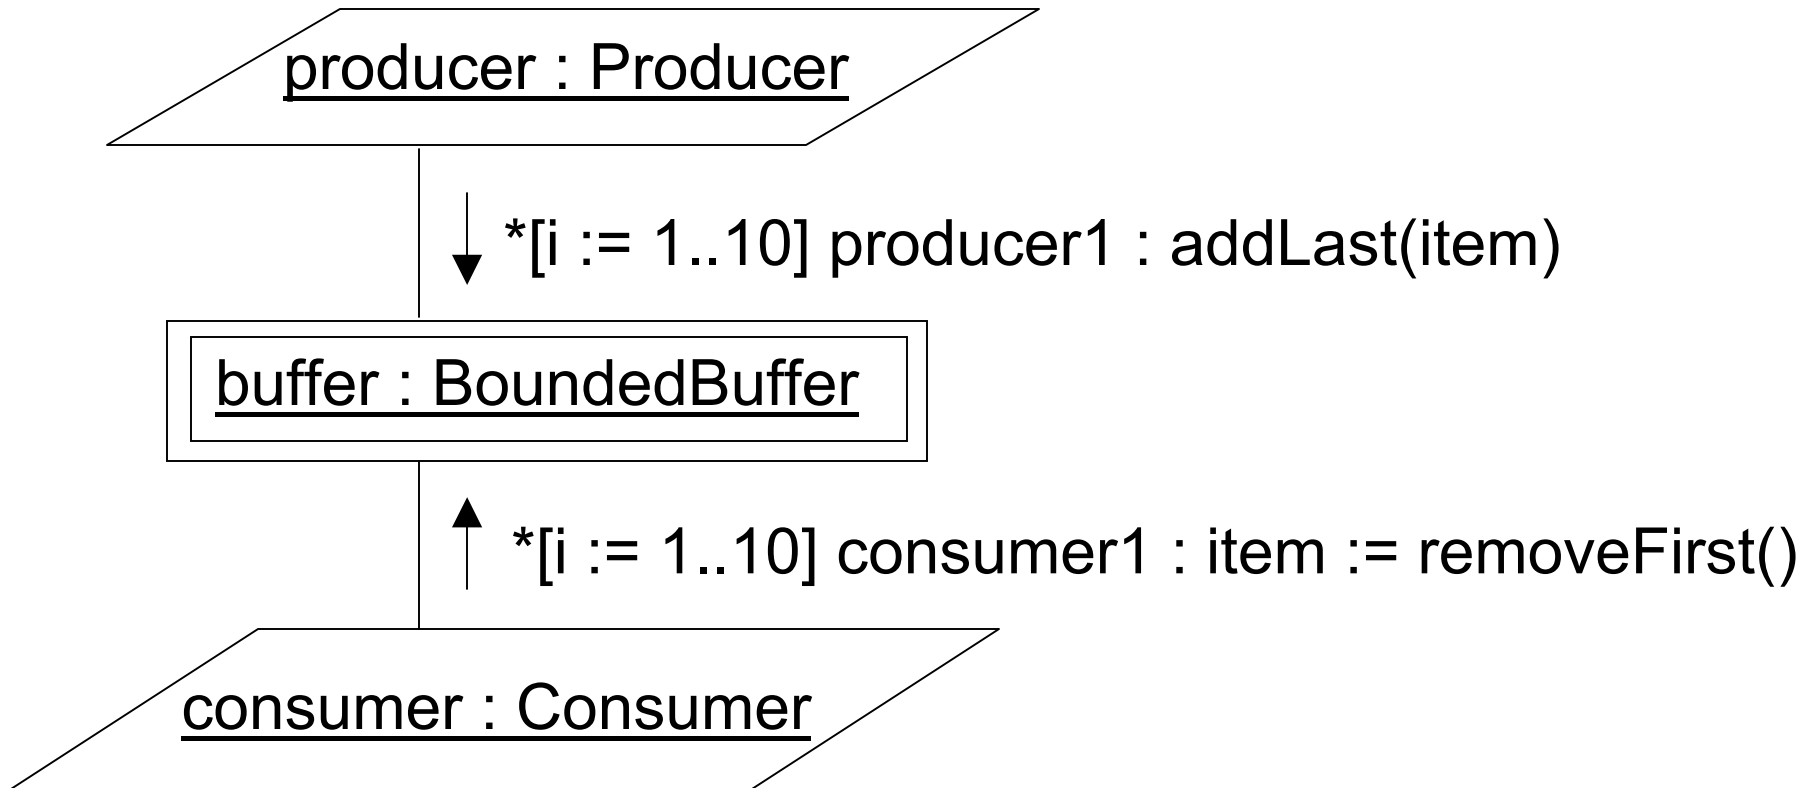 producer : Producer
*[i := 1..10] producer1 : addLast(item)
buffer : BoundedBuffer
*[i := 1..10] consumer1 : item := removeFirst()
consumer : Consumer